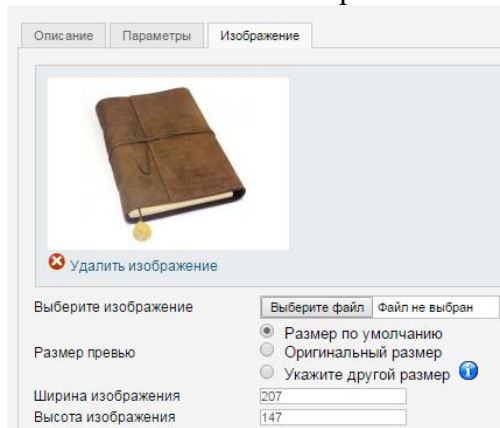 Описание Параметры Изображение
Удалить изображение
Выберите изображение Выберите файл Файл не выбран
Размер по умолчанию
Размер превью Оригинальный размер
Укажите другой размер
Ширина изображения 207
Высота изображения 147